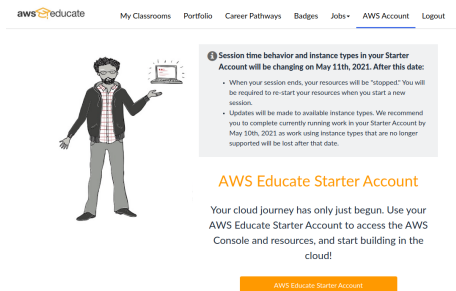 aws educate
My Classrooms Portfolio Career Pathways Badges Jobs AWS Account Logout
Session time behavior and instance types in your Starter
Account will be changing on May 11th, 2021. After this date:
• When your session ends, your resources will be "stopped." You will
be required to re-start your resources when you start a new
session.
• Updates will be made to available instance types. We recommend
you to complete currently running work in your Starter Account by
May 10th, 2021 as work using instance types that are no longer
supported will be lost after that date.
AWS Educate Starter Account
Your cloud journey has only just begun. Use your
AWS Educate Starter Account to access the AWS
Console and resources, and start building in the
cloud!
AWS Educate Starter Account